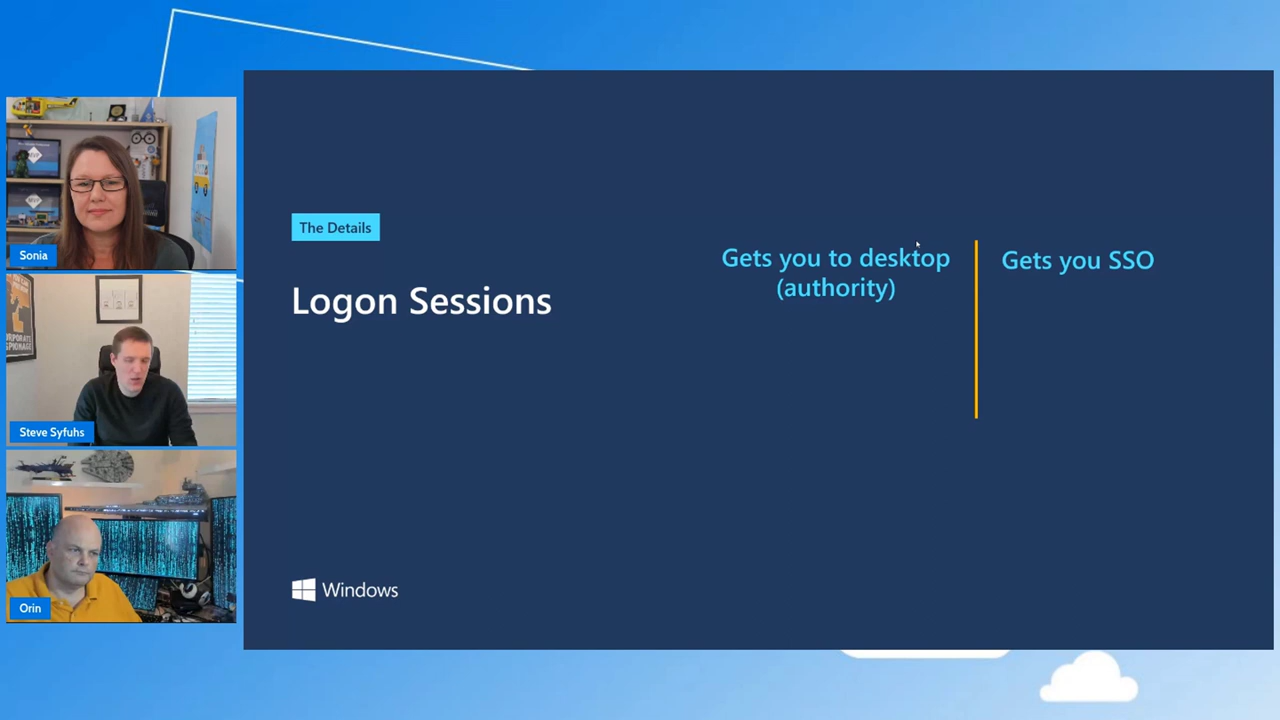 Sonia
Steve Syfuhs
Orin
The Details
Logon Sessions
Gets you to desktop
(authority)
Gets you SSO
Windows